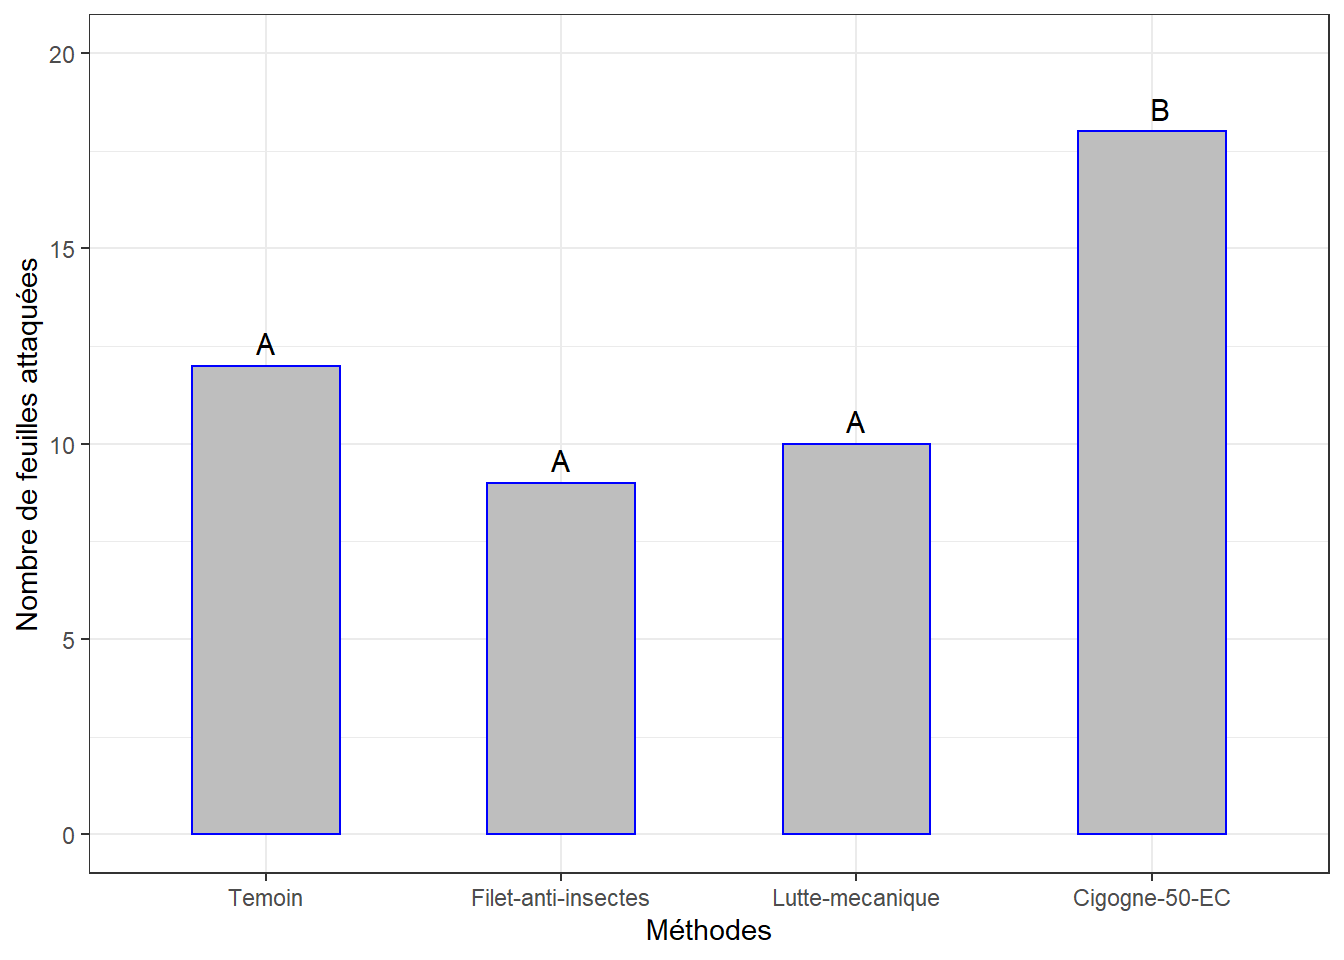 Nombre de feuilles attaquées
20
15
10
5
0
A
A
A
B
Temoin
Filet-anti-insectes
Lutte-mecanique
Cigogne-50-EC
Méthodes